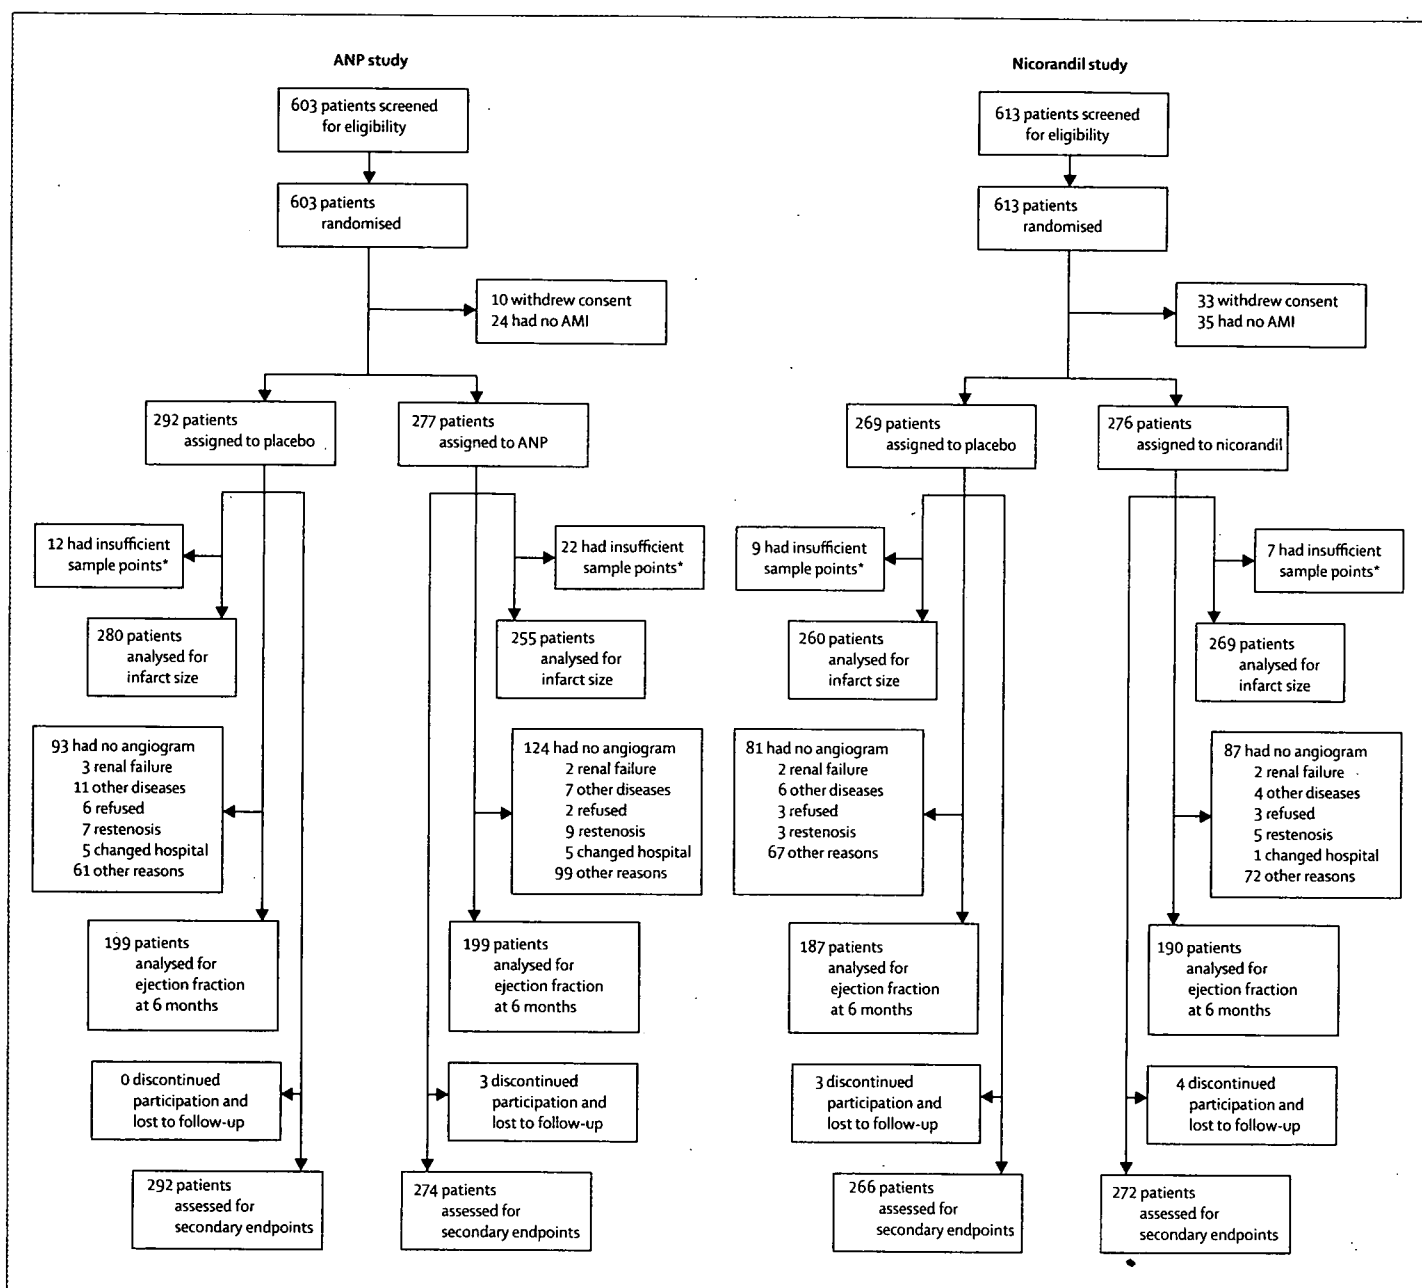 ANP study
603 patients screened
for eligibility
603 patients
randomised
10 withdrew consent
24 had no AMI
292 patients
assigned to placebo
277 patients
assigned to ANP
12 had insufficient
sample points*
22 had insufficient
sample points*
280 patients
analysed for
infarct size
255 patients
analysed for
infarct size
93 had no angiogram
3 renal failure
11 other diseases
6 refused
7 restenosis
5 changed hospital
61 other reasons
124 had no angiogram
2 renal failure
7 other diseases
2 refused
9 restenosis
5 changed hospital
99 other reasons
199 patients
analysed for
ejection fraction
at 6 months
199 patients
analysed for
ejection fraction
at 6 months
0 discontinued
participation and
lost to follow-up
3 discontinued
participation and
lost to follow-up
292 patients
assessed for
secondary endpoints
274 patients
assessed for
secondary endpoints
Nicorandil study
613 patients screened
for eligibility
613 patients
randomised
33 withdrew consent
35 had no AMI
269 patients
assigned to placebo
276 patients
assigned to nicorandil
9 had insufficient
sample points*
7 had insufficient
sample points*
260 patients
analysed for
infarct size
269 patients
analysed for
infarct size
81 had no angiogram
2 renal failure
6 other diseases
3 refused
3 restenosis
67 other reasons
87 had no angiogram
2 renal failure
4 other diseases
3 refused
5 restenosis
1 changed hospital
72 other reasons
187 patients
analysed for
ejection fraction
at 6 months
190 patients
analysed for
ejection fraction
at 6 months
3 discontinued
participation and
lost to follow-up
4 discontinued
participation and
lost to follow-up
266 patients
assessed for
secondary endpoints
272 patients
assessed for
secondary endpoints